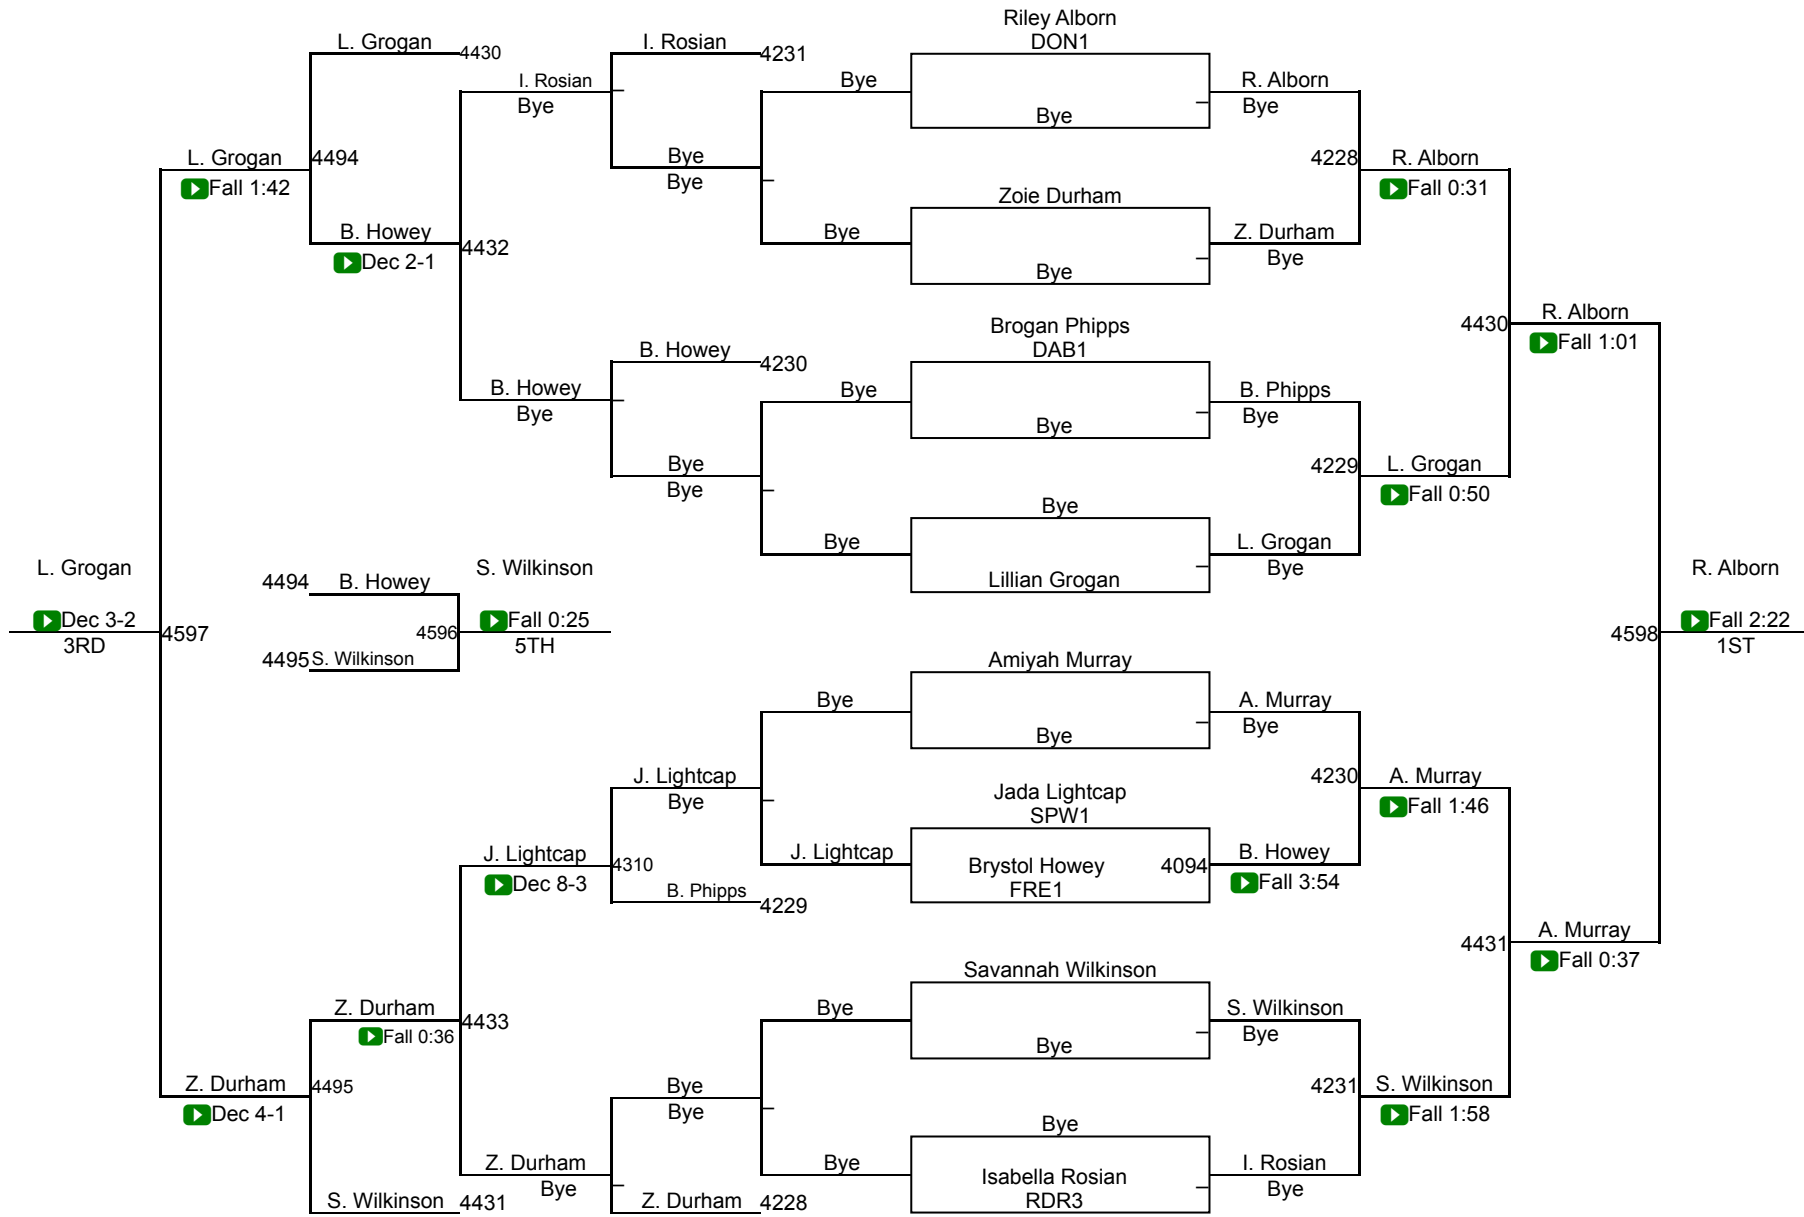 Riley Alborn
DON1
L. Grogan
4430
I. Rosian
4231
I. Rosian
Bye
Bye
Bye
R. Alborn
Bye
L. Grogan
Fall 1:42
4494
Bye
Bye
4228
R. Alborn
Fall 0:31
B. Howey
Dec 2-1
4432
Bye
Zoie Durham
Bye
Z. Durham
Bye
Brogan Phipps
DAB1
4430
R. Alborn
Fall 1:01
B. Howey
4230
B. Howey
Bye
Bye
Bye
B. Phipps
Bye
Bye
Bye
4229
L. Grogan
Fall 0:50
Bye
Bye
Lillian Grogan
L. Grogan
Bye
L. Grogan
Dec 3-2
3RD
4597
4494
B. Howey
4596
4495
S. Wilkinson
S. Wilkinson
Fall 0:25
5TH
4598
R. Alborn
Fall 2:22
1ST
Amiyah Murray
Bye
Bye
A. Murray
Bye
J. Lightcap
Bye
Jada Lightcap
SPW1
4230
A. Murray
Fall 1:46
J. Lightcap
Dec 8-3
4310
J. Lightcap
Brystol Howey
FRE1
4094
B. Howey
Fall 3:54
B. Phipps
4229
4431
A. Murray
Fall 0:37
Savannah Wilkinson
Z. Durham
Fall 0:36
4433
Bye
Bye
S. Wilkinson
Bye
Z. Durham
Dec 4-1
4495
Bye
Bye
4231
S. Wilkinson
Fall 1:58
Bye
Z. Durham
Bye
Bye
Isabella Rosian
RDR3
I. Rosian
Bye
S. Wilkinson
4431
Z. Durham
4228